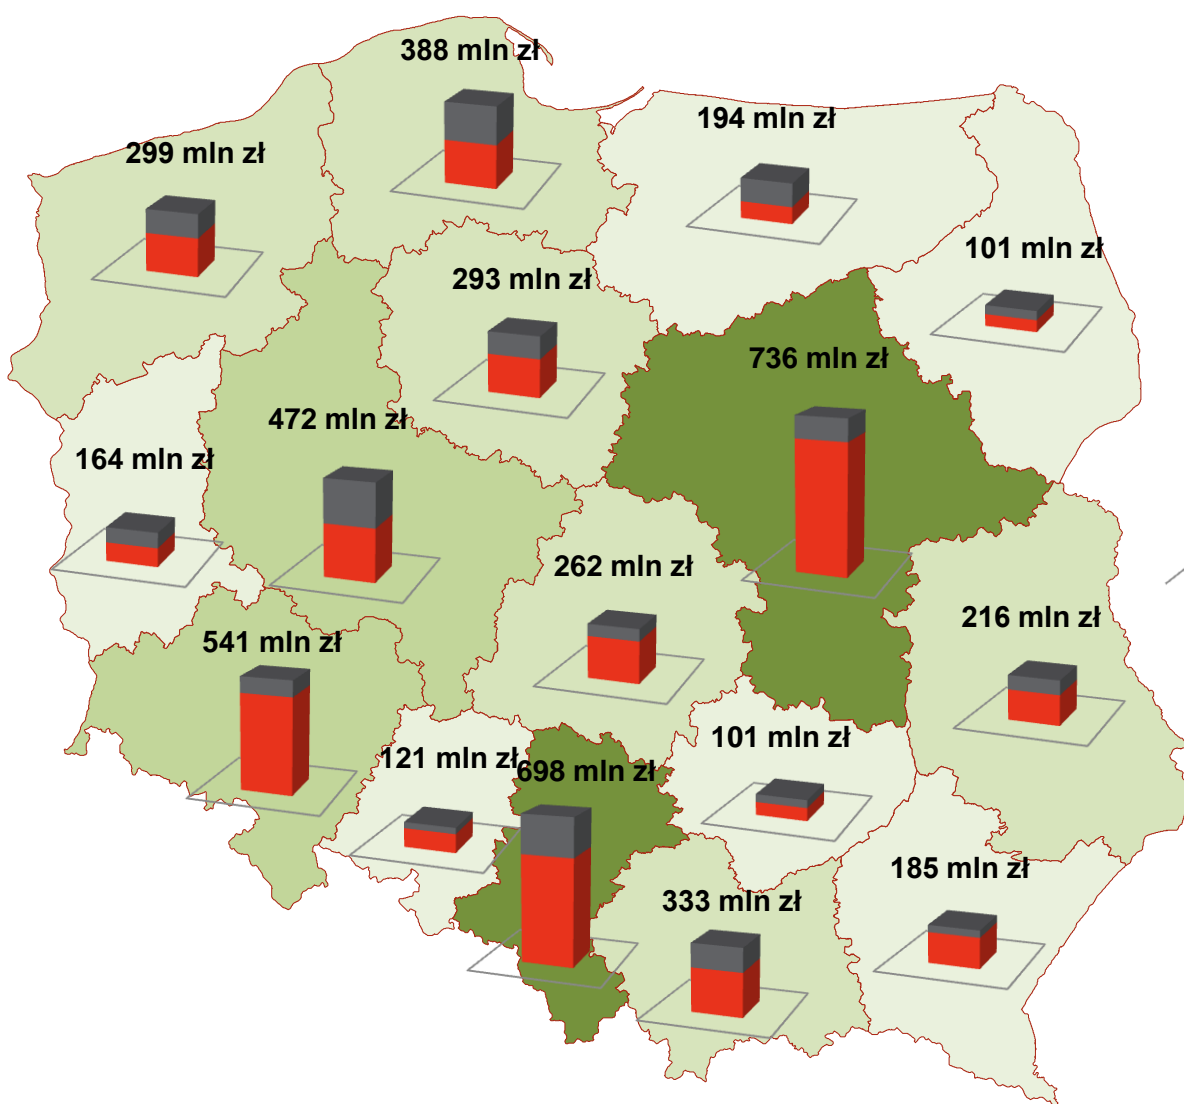 388 mln zł
194 mln zł
299 mln zł
101 mln zł
293 mln zł
736 mln zł
472 mln zł
164 mln zł
262 mln zł
216 mln zł
541 mln zł
101 mln zł
121 mln zł
698 mln zł
185 mln zł
333 mln zł